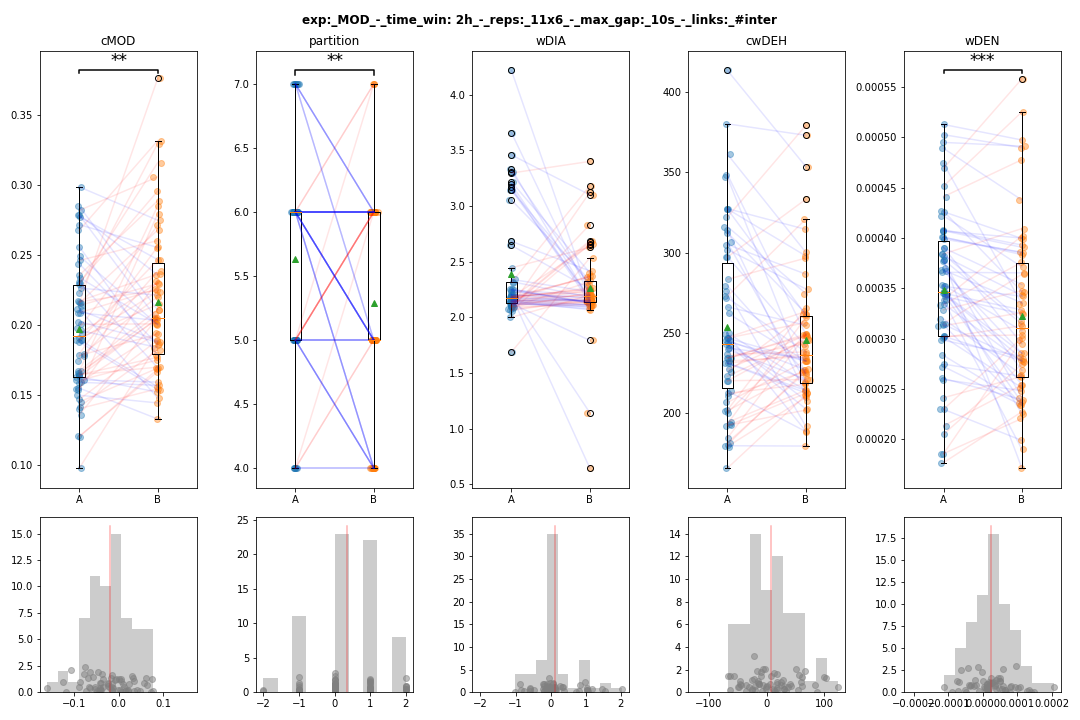 exp:_MOD_-_time_win: 2h_-_reps:_11x6_-_max_gap:_10s_-_links:_#inter
cMOD partition wDIA cwDEH wDEN
** ** ***
0.35 0.30 0.25 0.20 0.15 0.10
A B
7.0 6.5 6.0 5.5 5.0 4.5 4.0
A B
4.0 3.5 3.0 2.5 2.0 1.5 1.0 0.5
A B
400 350 300 250 200
A B
0.00055 0.00050 0.00045 0.00040 0.00035 0.00030 0.00025 0.00020
A B
15.0 12.5 10.0 7.5 5.0 2.5 0.0
−0.1 0.0 0.1
25 20 15 10 5 0
−2 −1 0 1 2
35 30 25 20 15 10 5 0
−2 −1 0 1 2
14 12 10 8 6 4 2 0
−100 0 100
17.5 15.0 12.5 10.0 7.5 5.0 2.5 0.0
−0.0002 −0.0001 0.0000 0.0001 0.0002